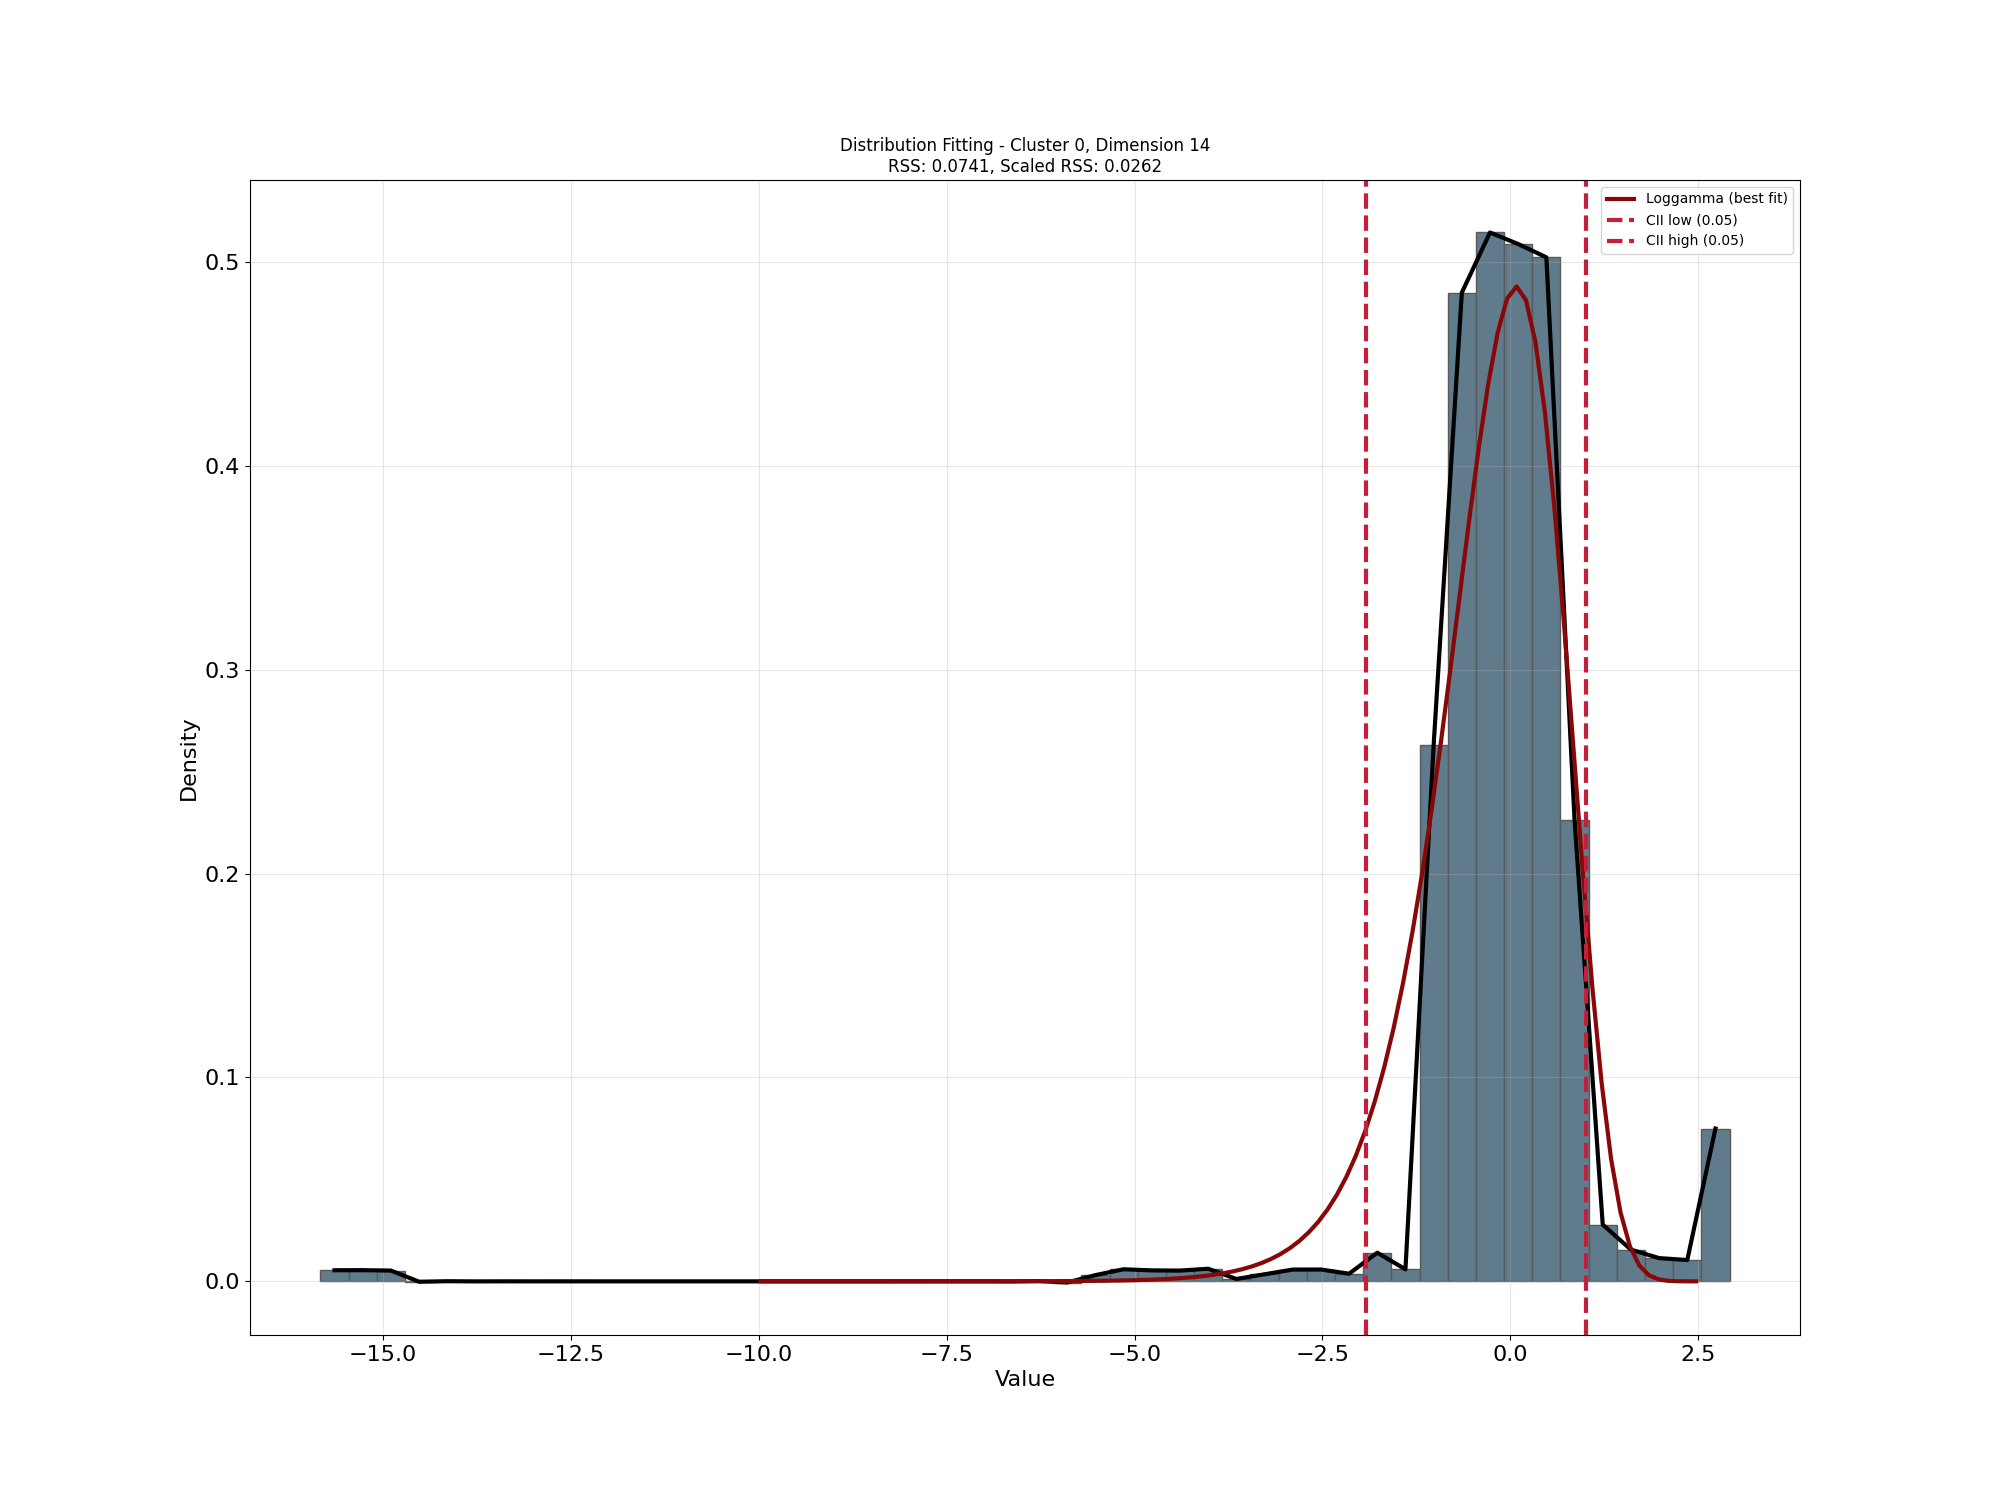 Distribution Fitting - Cluster 0, Dimension 14
RSS: 0.0741, Scaled RSS: 0.0262
Loggamma (best fit)
CII low (0.05)
CII high (0.05)
0.5
0.4
0.3
0.2
0.1
0.0
Density
−15.0
−12.5
−10.0
−7.5
−5.0
−2.5
0.0
2.5
Value